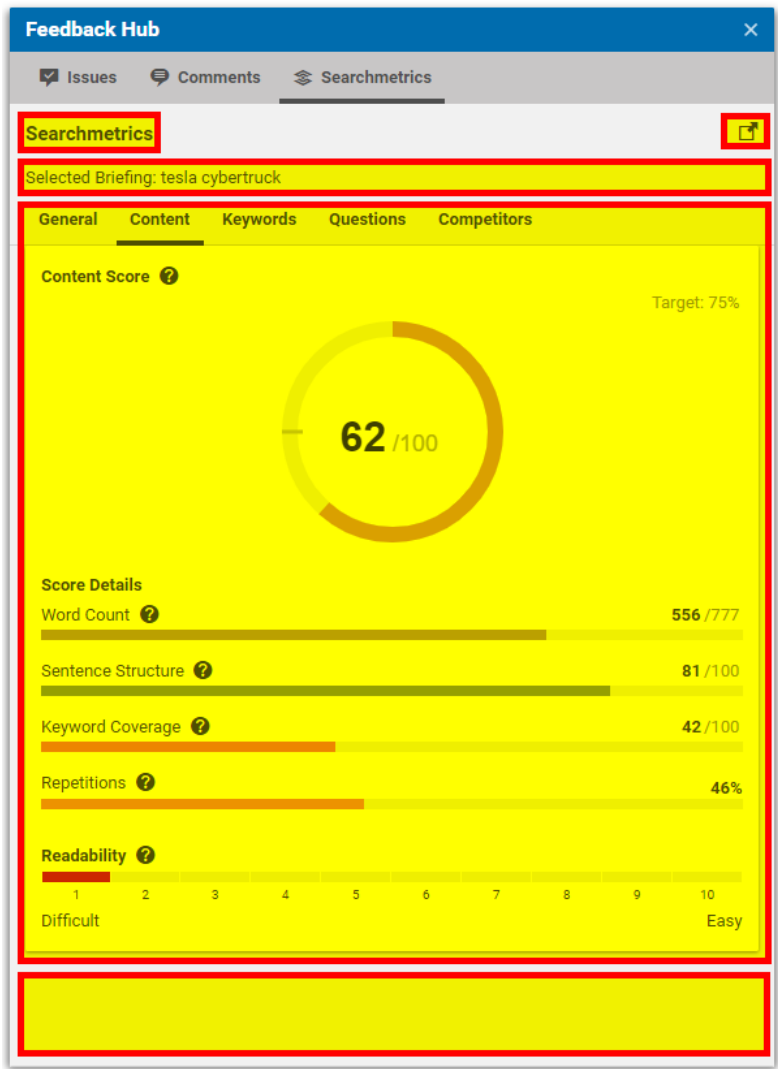 Feedback Hub ×
Issues Comments Searchmetrics
Searchmetrics
Selected Briefing: tesla cybertruck
General Content Keywords Questions Competitors
Content Score ?
Target: 75%
62 /100
Score Details
Word Count ? 556 /777
Sentence Structure ? 81 /100
Keyword Coverage ? 42 /100
Repetitions ? 46%
Readability ?
1 2 3 4 5 6 7 8 9 10
Difficult Easy